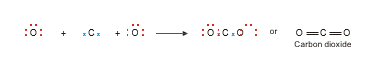 O + C + O → O C O or O=C=O
Carbon dioxide